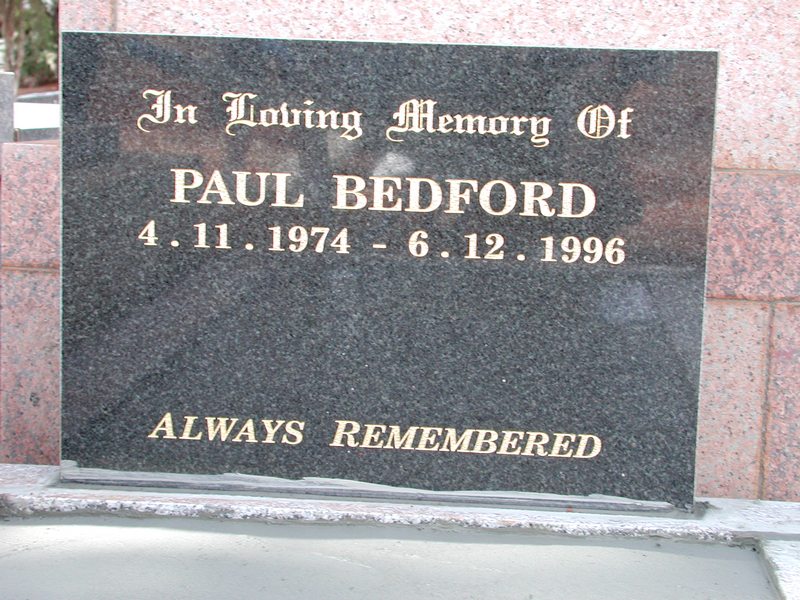 In Loving Memory Of
PAUL BEDFORD
4 . 11 . 1974 - 6 . 12 . 1996
ALWAYS REMEMBERED